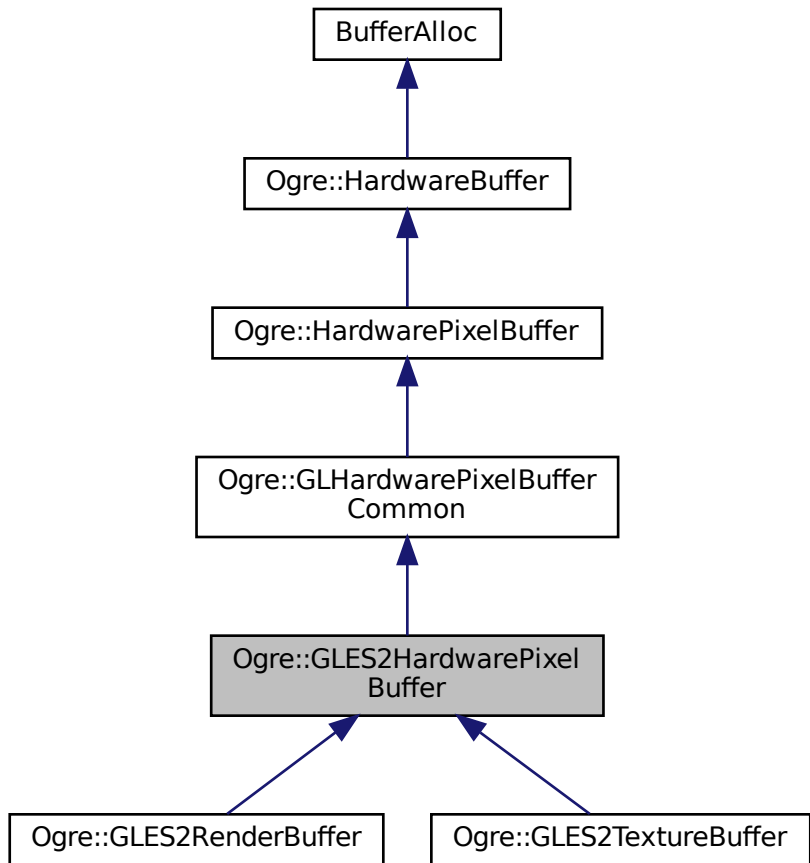 BufferAlloc
Ogre::HardwareBuffer
Ogre::HardwarePixelBuffer
Ogre::GLHardwarePixelBuffer
Common
Ogre::GLES2HardwarePixel
Buffer
Ogre::GLES2RenderBuffer
Ogre::GLES2TextureBuffer